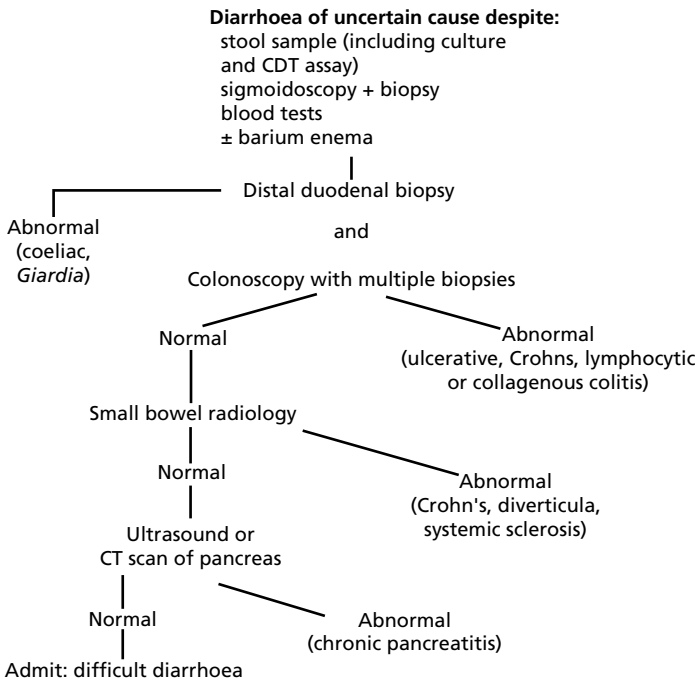 Diarrhoea of uncertain cause despite:
stool sample (including culture
and CDT assay)
sigmoidoscopy + biopsy
blood tests
± barium enema
Distal duodenal biopsy
Abnormal
(coeliac,
Giardia)
and
Colonoscopy with multiple biopsies
Normal
Abnormal
(ulcerative, Crohns, lymphocytic
or collagenous colitis)
Small bowel radiology
Normal
Abnormal
(Crohn's, diverticula,
systemic sclerosis)
Ultrasound or
CT scan of pancreas
Normal
Abnormal
(chronic pancreatitis)
Admit: difficult diarrhoea